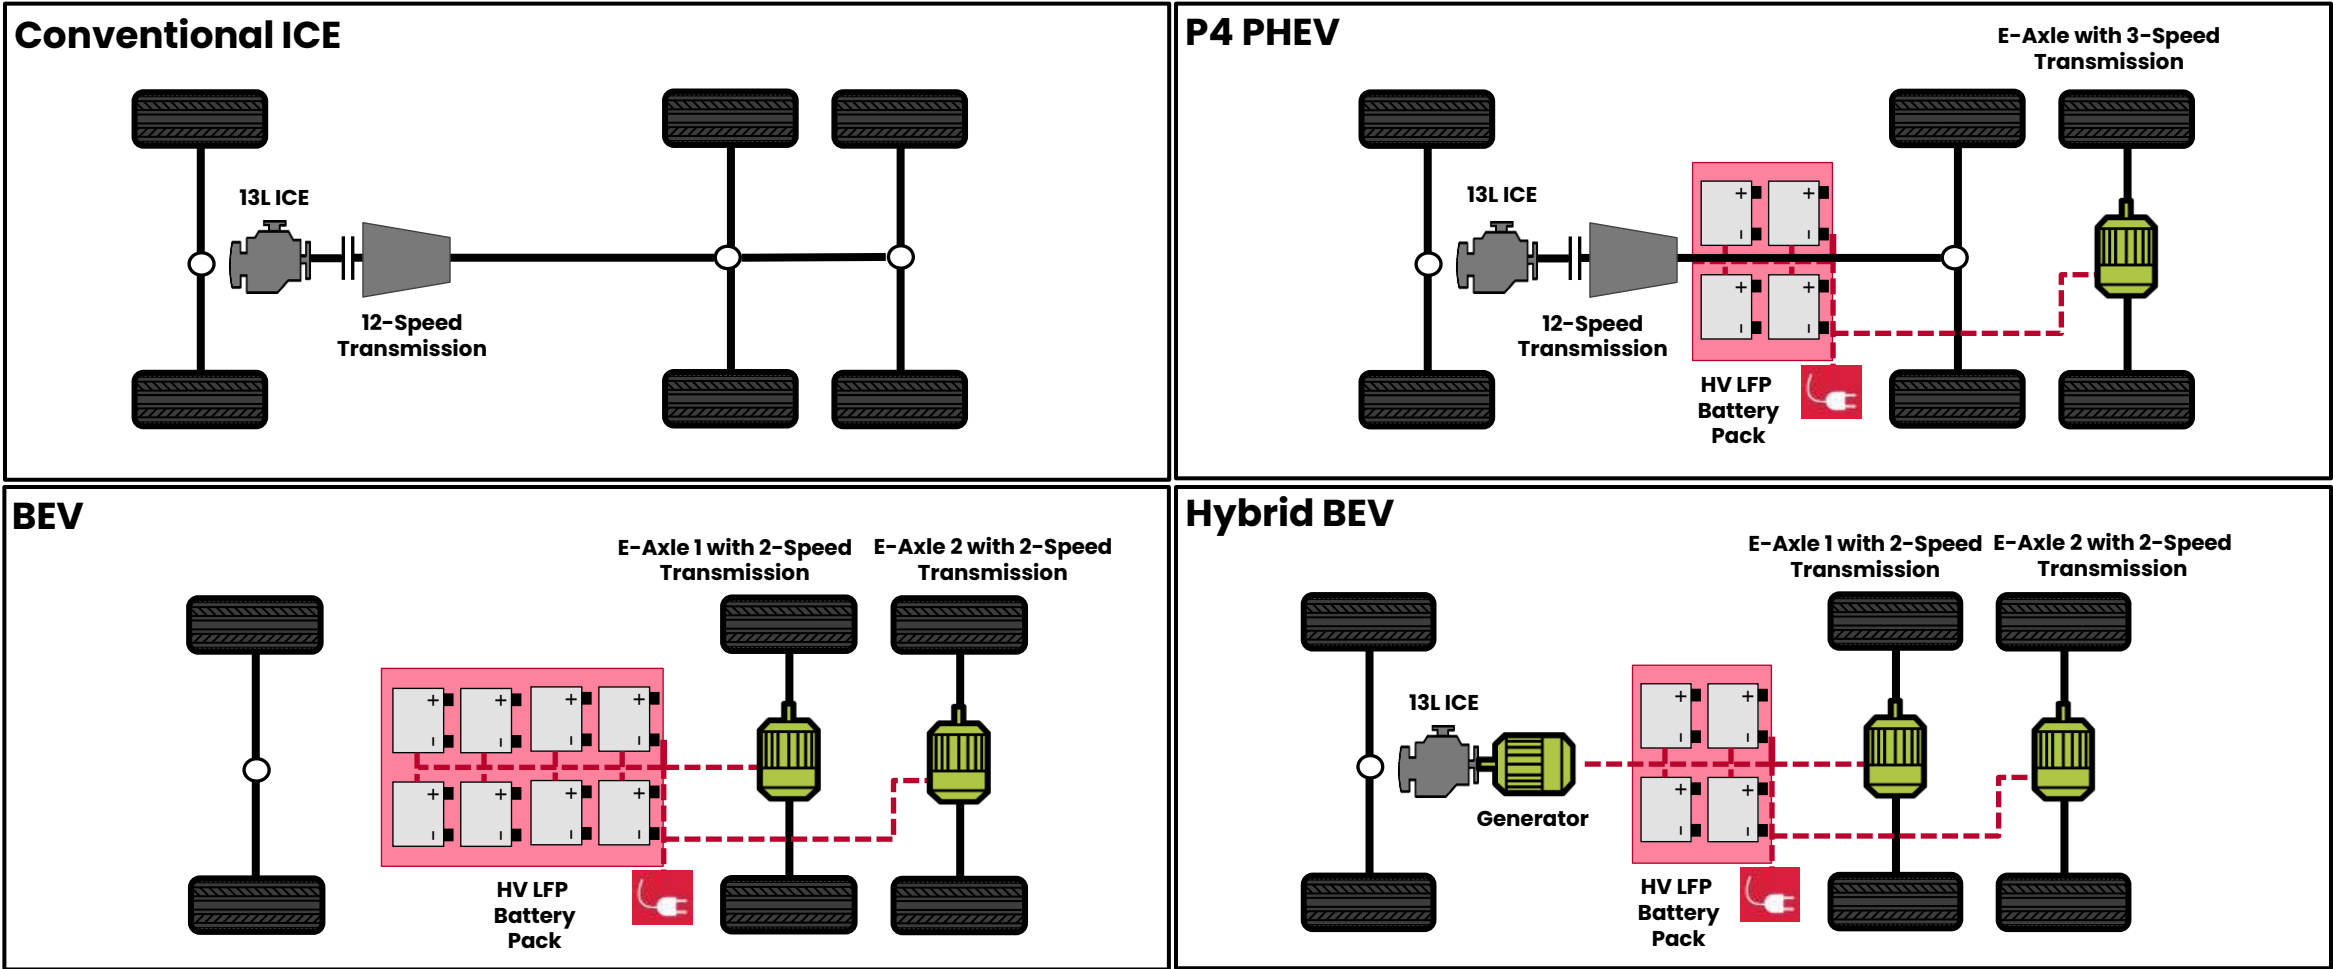 Conventional ICE
13L ICE
12-Speed
Transmission
P4 PHEV
E-Axle with 3-Speed
Transmission
13L ICE
12-Speed
Transmission
HV LFP
Battery
Pack
BEV
E-Axle 1 with 2-Speed
Transmission
E-Axle 2 with 2-Speed
Transmission
HV LFP
Battery
Pack
Hybrid BEV
E-Axle 1 with 2-Speed
Transmission
E-Axle 2 with 2-Speed
Transmission
13L ICE
Generator
HV LFP
Battery
Pack